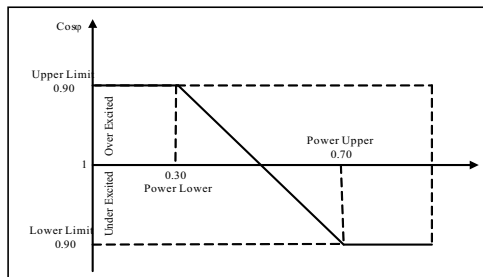 Cosφ
Upper Limit
0.90
Over Excited
Power Upper
0.70
1
0.30
Power Lower
Under Excited
Lower Limit
0.90